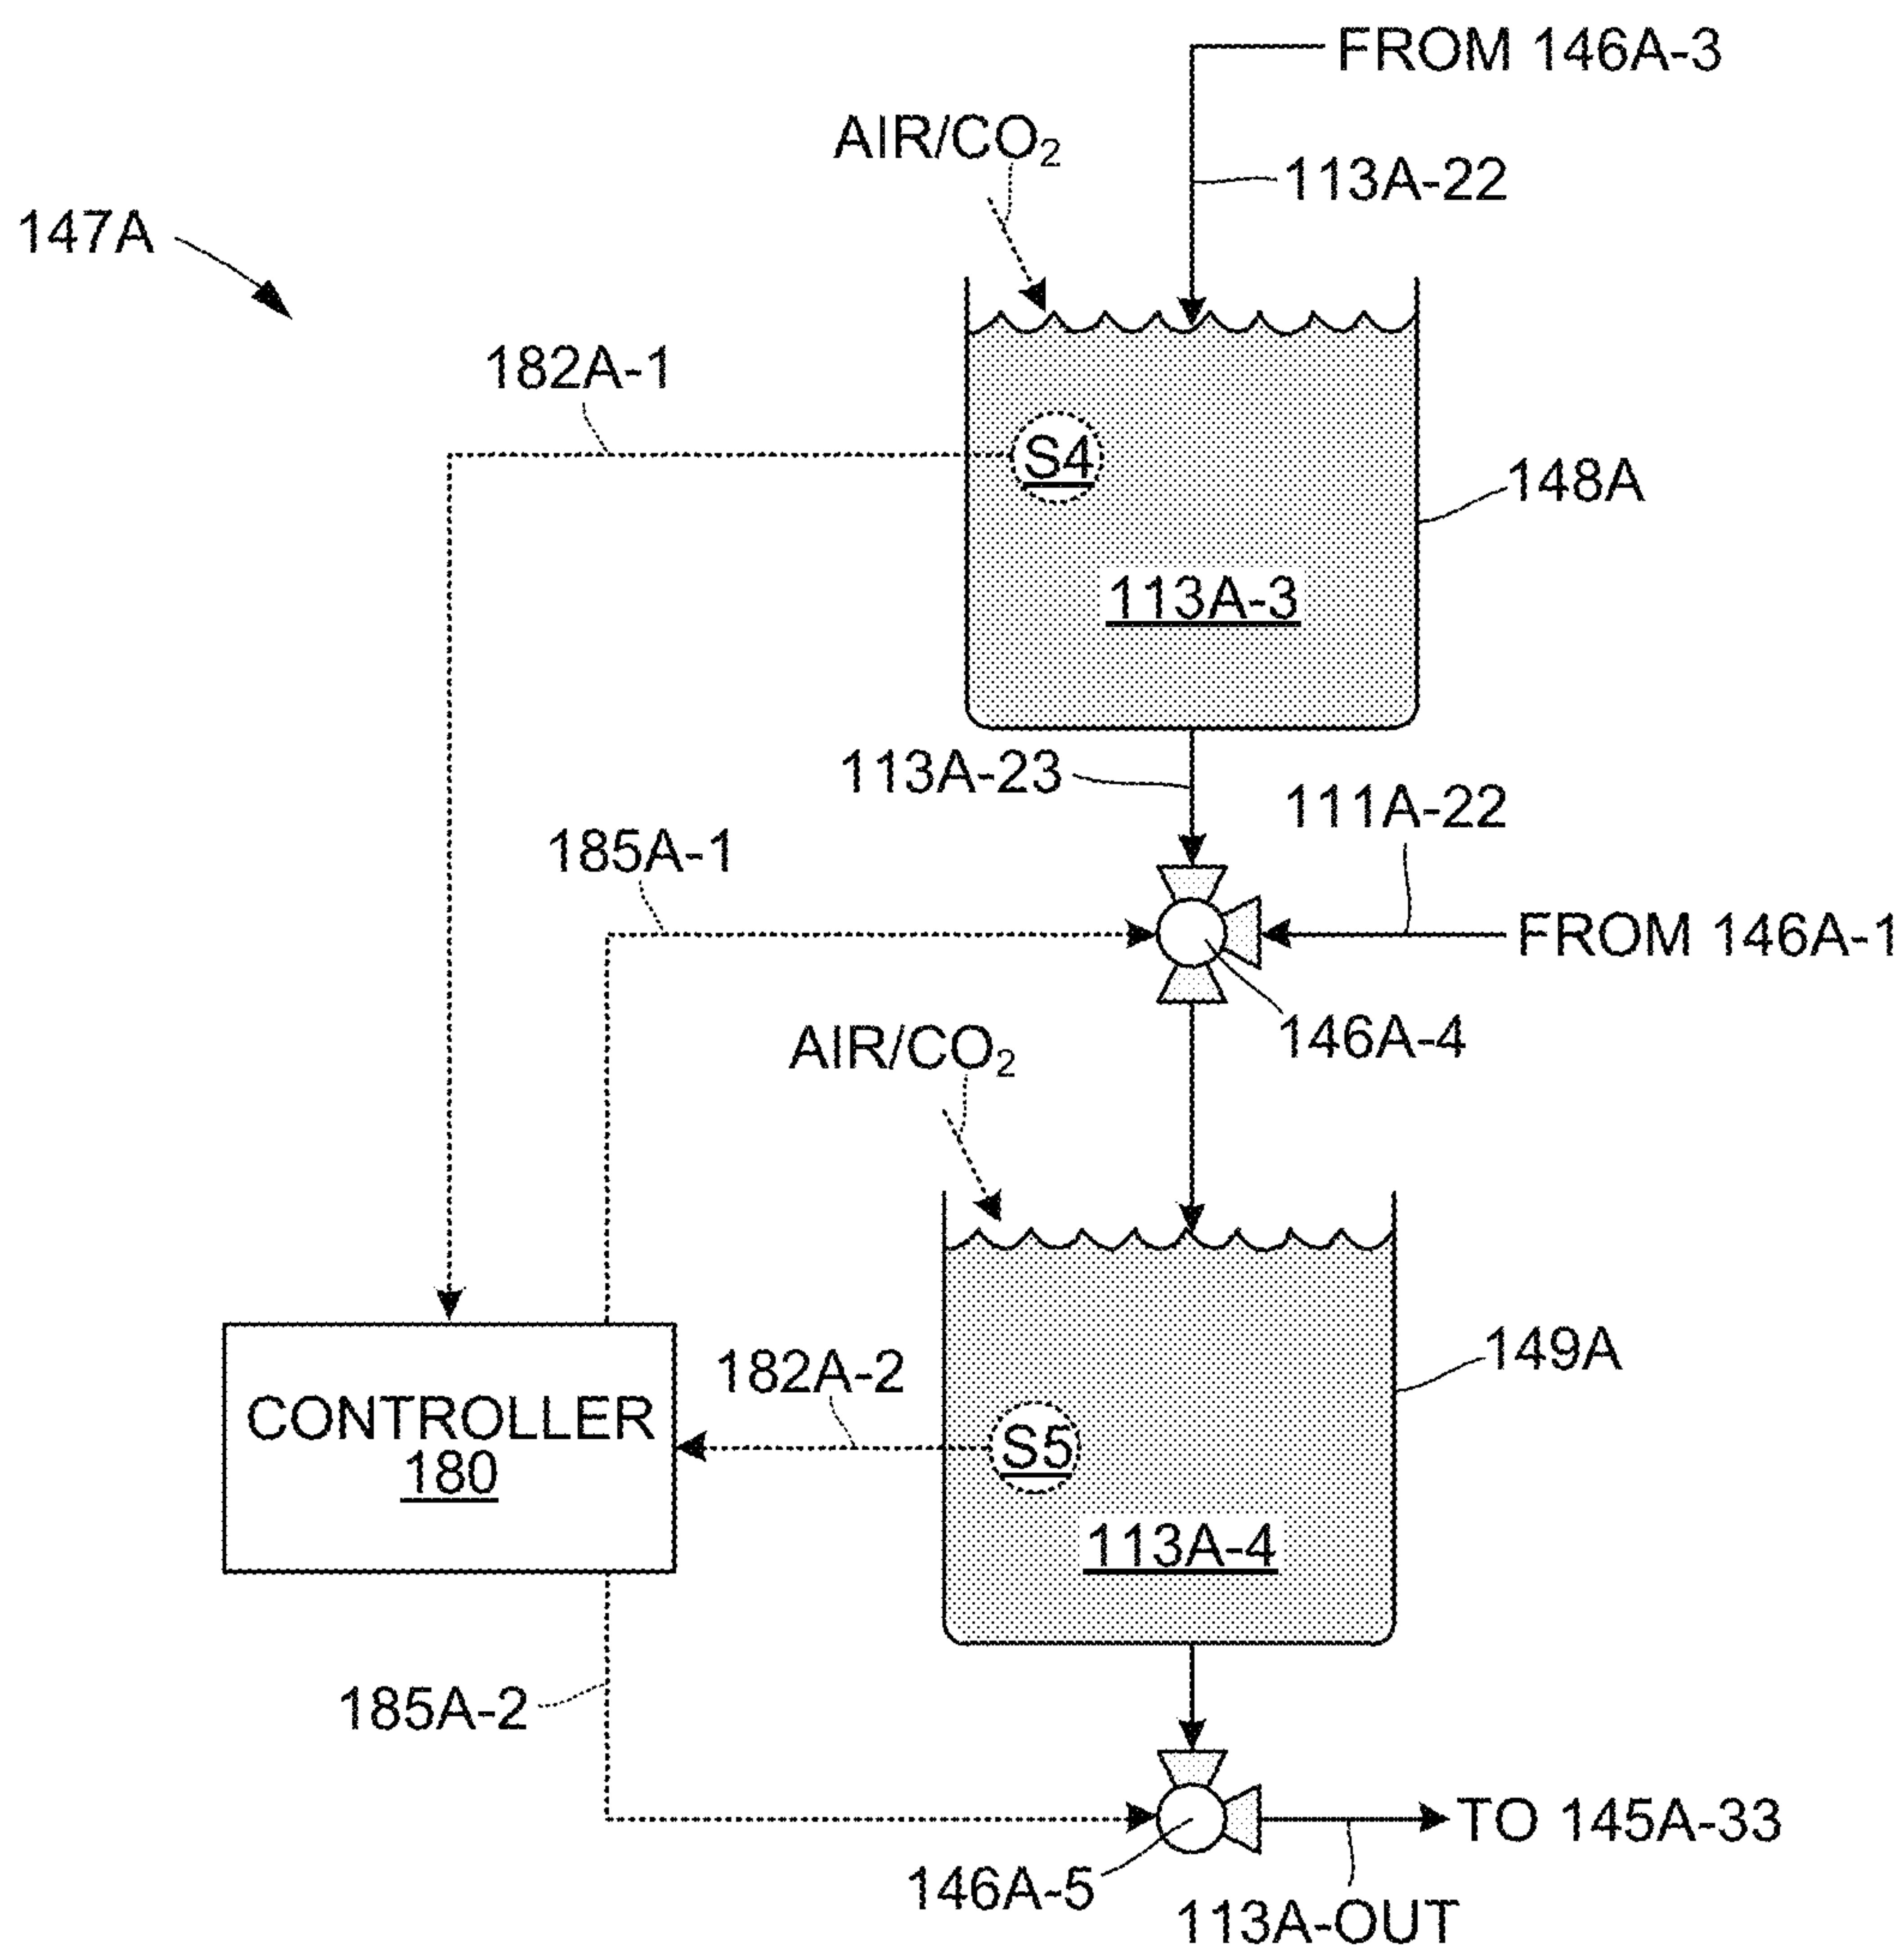 FROM 146A-3
AIR/CO₂
113A-22
147A
182A-1
S4
148A
113A-3
113A-23
111A-22
185A-1
FROM 146A-1
146A-4
AIR/CO₂
149A
182A-2
CONTROLLER
180
S5
113A-4
185A-2
TO 145A-33
146A-5
113A-OUT